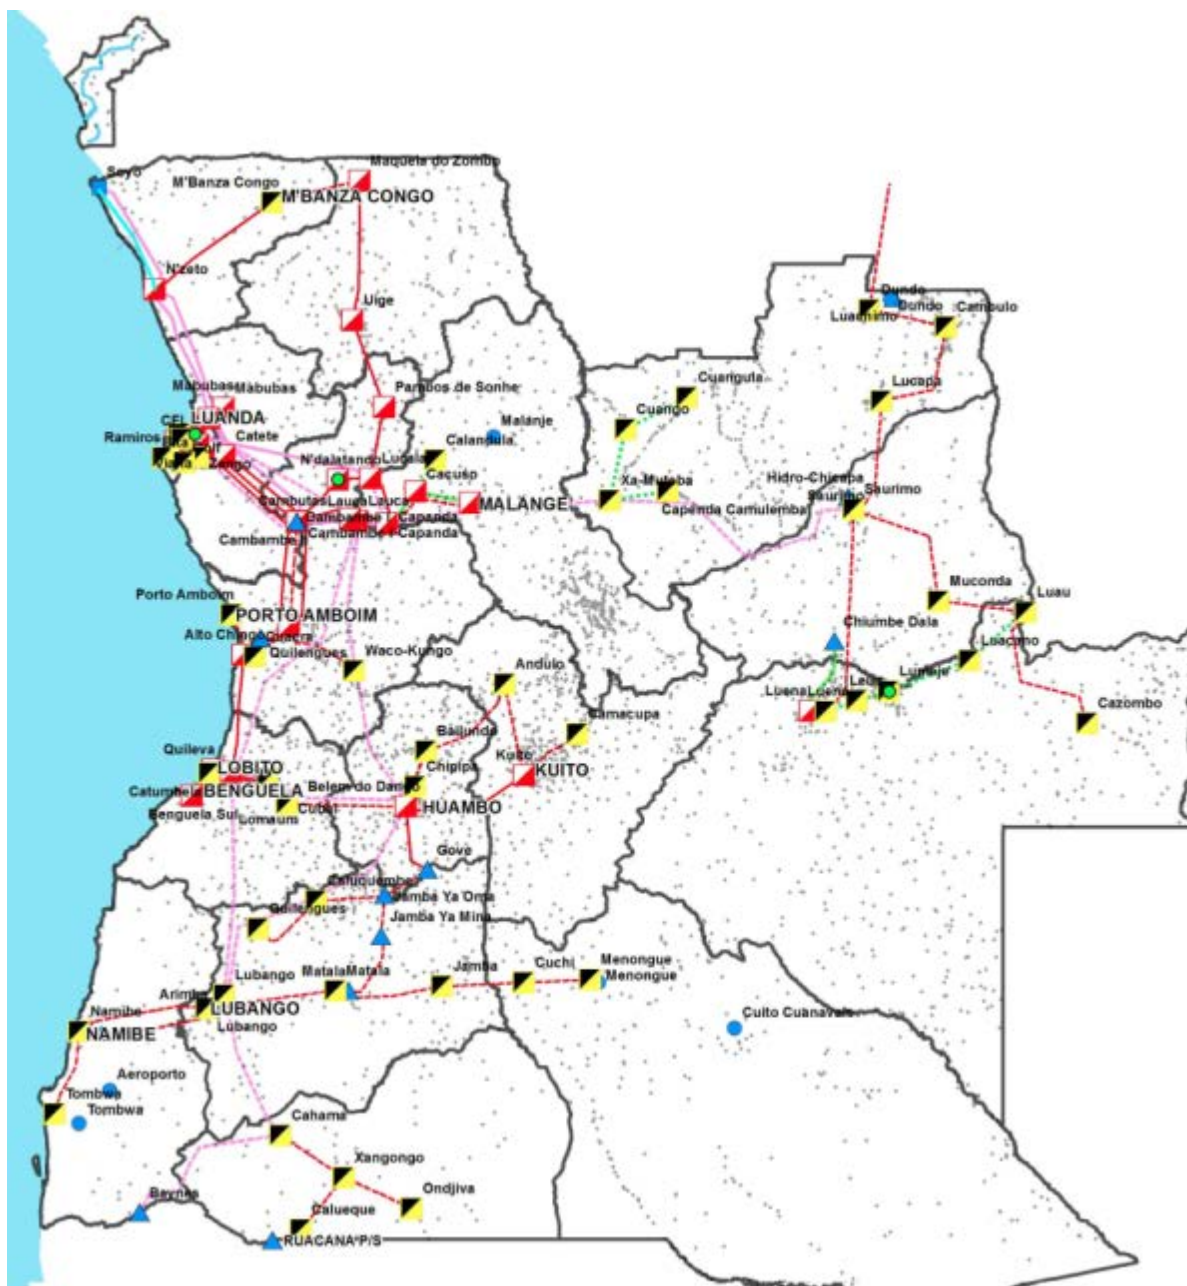 Soyo
M'Banza Congo
Maquela do Zombo
M'BANZA CONGO
N'zeto
Uige
Dundo
Dundo
Luachimo
Cambulo
Mabubas
Mabubas
Pambos de Sonhe
Cuangula
Lucapa
LUANDA
CFL
Ramiros
Catete
Viana
Zango
Malanje
Cuango
Calandula
N'dalatando
Lucala
Cacuso
MALANGE
Xa-Muteba
Capenda Camulemba
Hidro-Chicapa
Saurimo
Saurimo
Cambutas
Lauca
Lauca
Cambambe
Capanda
Cambambe
Cambambe
Capanda
Porto Amboim
PORTO AMBOIM
Muconda
Luau
Alto Chingo
Quilengues
Waco-Kungo
Chiumbe Dala
Luacano
Andulo
Lumeje
Luena
Luena
Leua
Cazombo
Camacupa
Bailundo
Quileva
LOBITO
Chipipa
Kuito
KUITO
Catumbela
BENGUELA
Belem do Dango
HUAMBO
Benguela Sul
Lomaum
Cubal
Gove
Caluquembe
Jamba Ya Oma
Quilengues
Jamba Ya Mina
Lubango
Matala
Matala
Jamba
Cuchi
Menongue
Menongue
Namibe
LUBANGO
NAMIBE
Lubango
Cuito Cuanavale
Aeroporto
Tombwa
Tombwa
Cahama
Xangongo
Baynes
Ondjiva
Calueque
RUACANA P/S